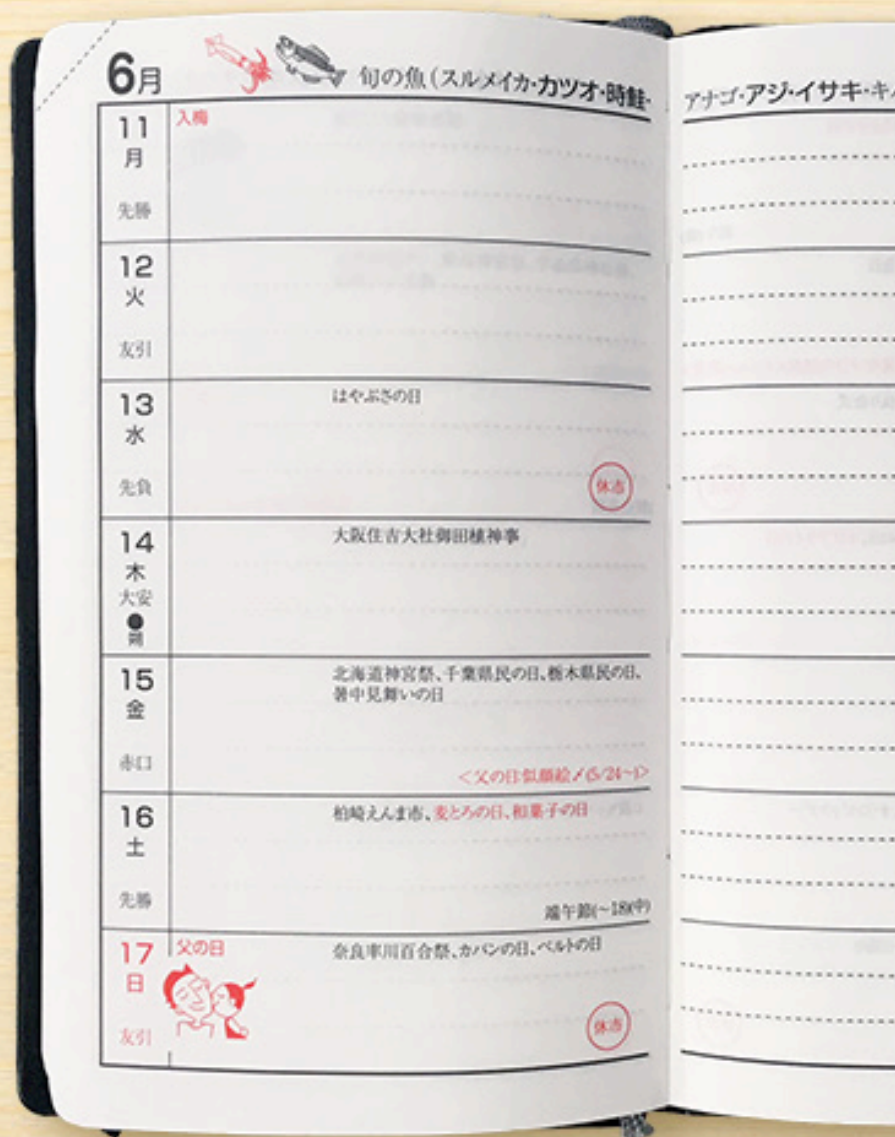 6月
旬の魚(スルメイカ・カツオ・時鮭・
アナゴ・アジ・イサキ・キ
11
月
先勝
入梅
12
火
友引
13
水
先負
はやぶさの日
休市
14
木
大安
●
朔
大阪住吉大社御田植神事
15
金
赤口
北海道神宮祭、千葉県民の日、栃木県民の日、
暑中見舞いの日
<父の日似顔絵〆(5/24~)>
16
土
先勝
柏崎えんま市、麦とろの日、和菓子の日
端午節(~18)(中)
17
日
友引
父の日
奈良率川百合祭、カバンの日、ベルトの日
休市